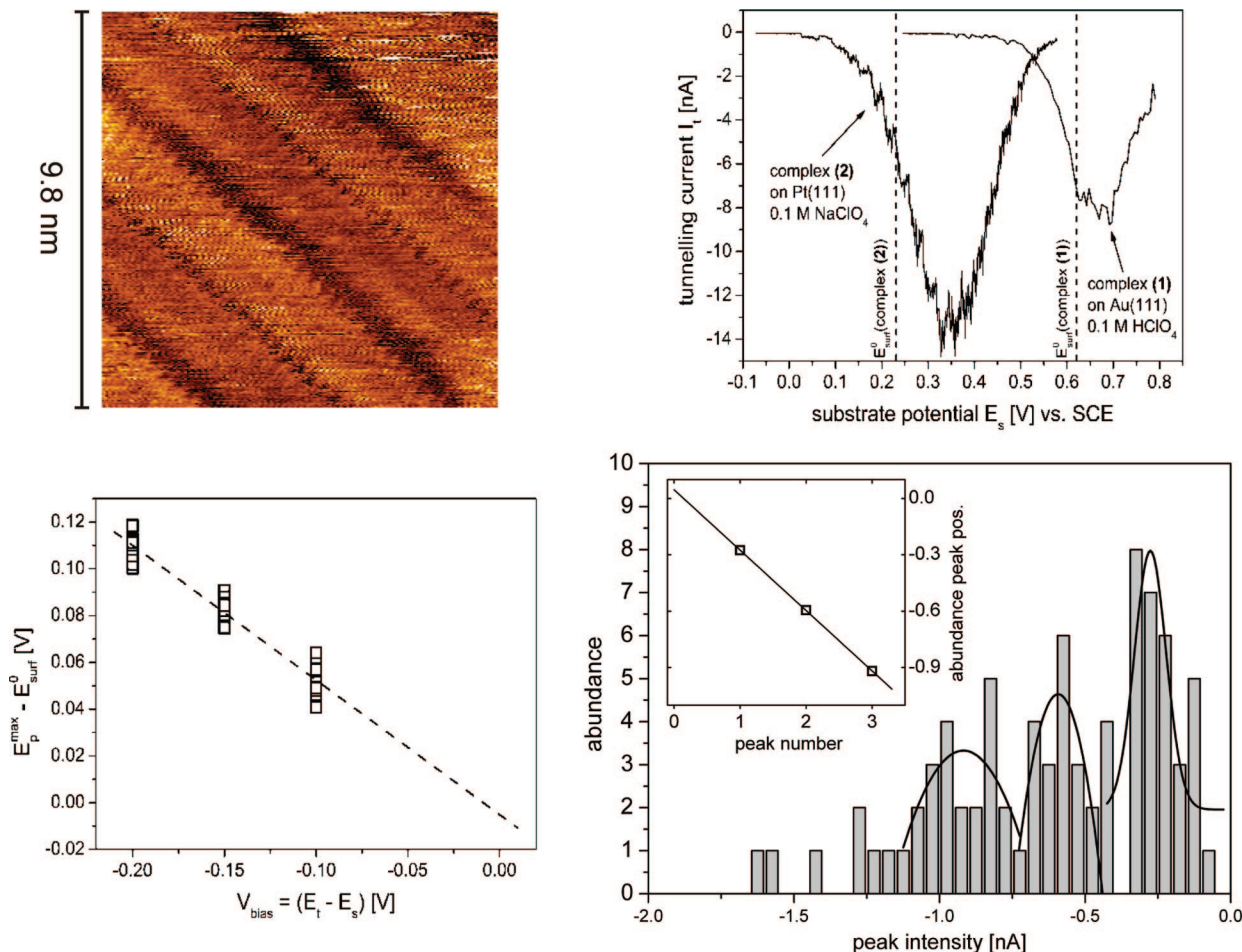 9.8 nm
0
-2
-4
-6
-8
-10
-12
-14
tunnelling current I_t [nA]
complex (2)
on Pt(111)
0.1 M NaClO_4
E^0_surf(complex (2))
E^0_surf(complex (1))
complex (1)
on Au(111)
0.1 M HClO_4
-0.1 0.0 0.1 0.2 0.3 0.4 0.5 0.6 0.7 0.8
substrate potential E_s [V] vs. SCE
0.12
0.10
0.08
0.06
0.04
0.02
0.00
-0.02
E_p^max - E^0_surf [V]
-0.20 -0.15 -0.10 -0.05 0.00
V_bias = (E_t - E_s) [V]
10
9
8
7
6
5
4
3
2
1
0
abundance
0.0
-0.3
-0.6
-0.9
abundance peak pos.
0 1 2 3
peak number
-2.0 -1.5 -1.0 -0.5 0.0
peak intensity [nA]